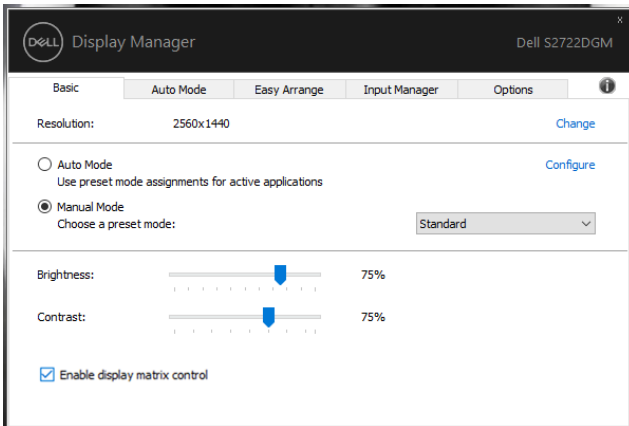 DELL Display Manager Dell S2722DGM x
Basic Auto Mode Easy Arrange Input Manager Options i
Resolution: 2560x1440 Change
Auto Mode Configure
Use preset mode assignments for active applications
Manual Mode
Choose a preset mode: Standard
Brightness: 75%
Contrast: 75%
Enable display matrix control